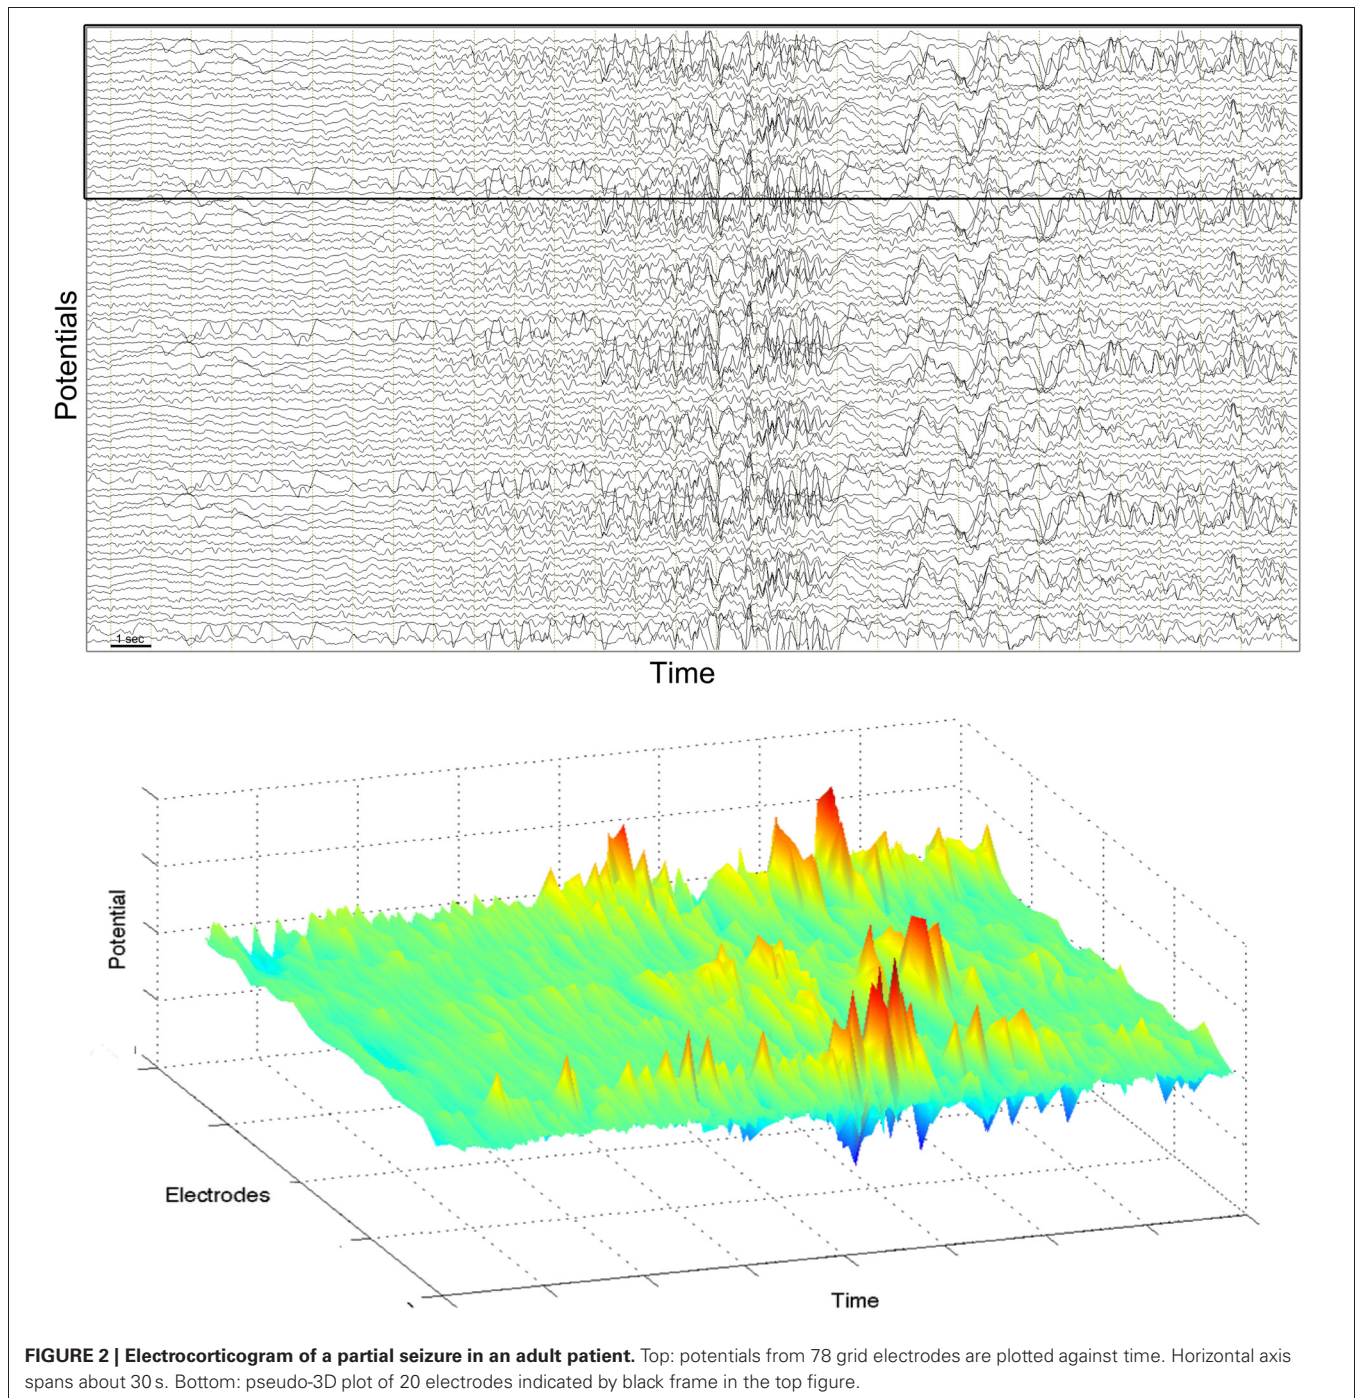 Potentials
1 sec
Time
Potential
Electrodes
Time
FIGURE 2 | Electrocorticogram of a partial seizure in an adult patient. Top: potentials from 78 grid electrodes are plotted against time. Horizontal axis
spans about 30 s. Bottom: pseudo-3D plot of 20 electrodes indicated by black frame in the top figure.